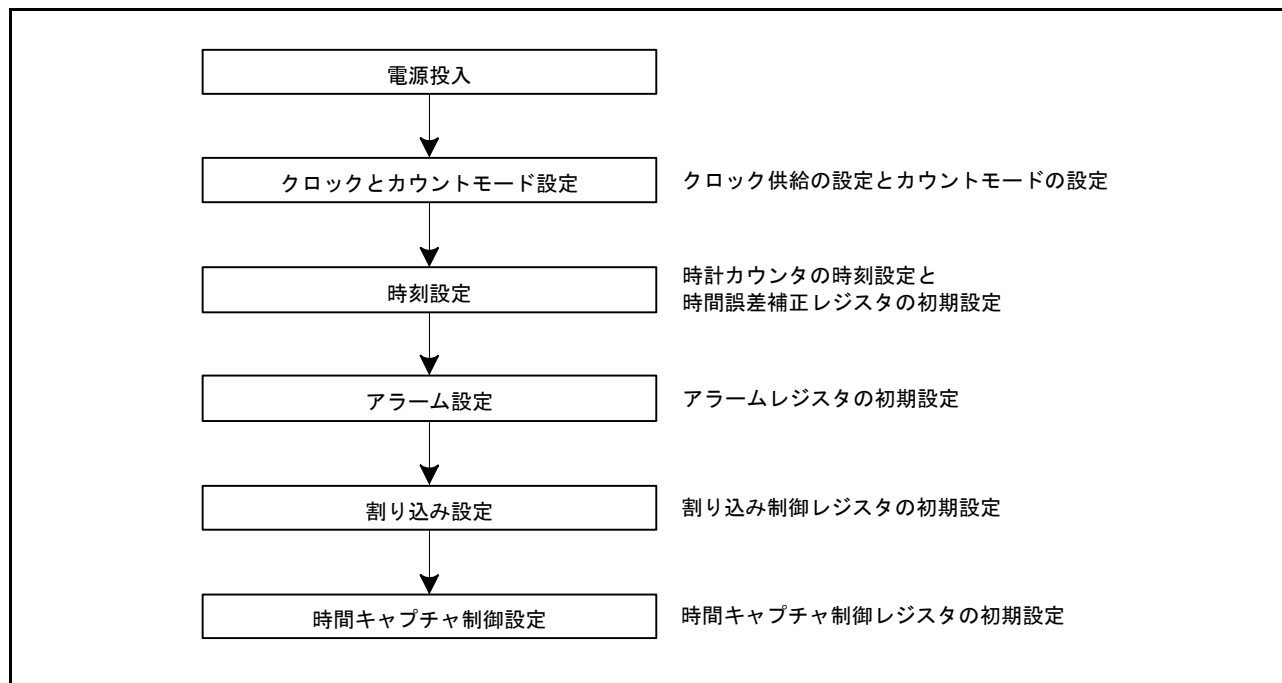 電源投入
クロックとカウントモード設定
クロック供給の設定とカウントモードの設定
時刻設定
時計カウンタの時刻設定と
時間誤差補正レジスタの初期設定
アラーム設定
アラームレジスタの初期設定
割り込み設定
割り込み制御レジスタの初期設定
時間キャプチャ制御設定
時間キャプチャ制御レジスタの初期設定